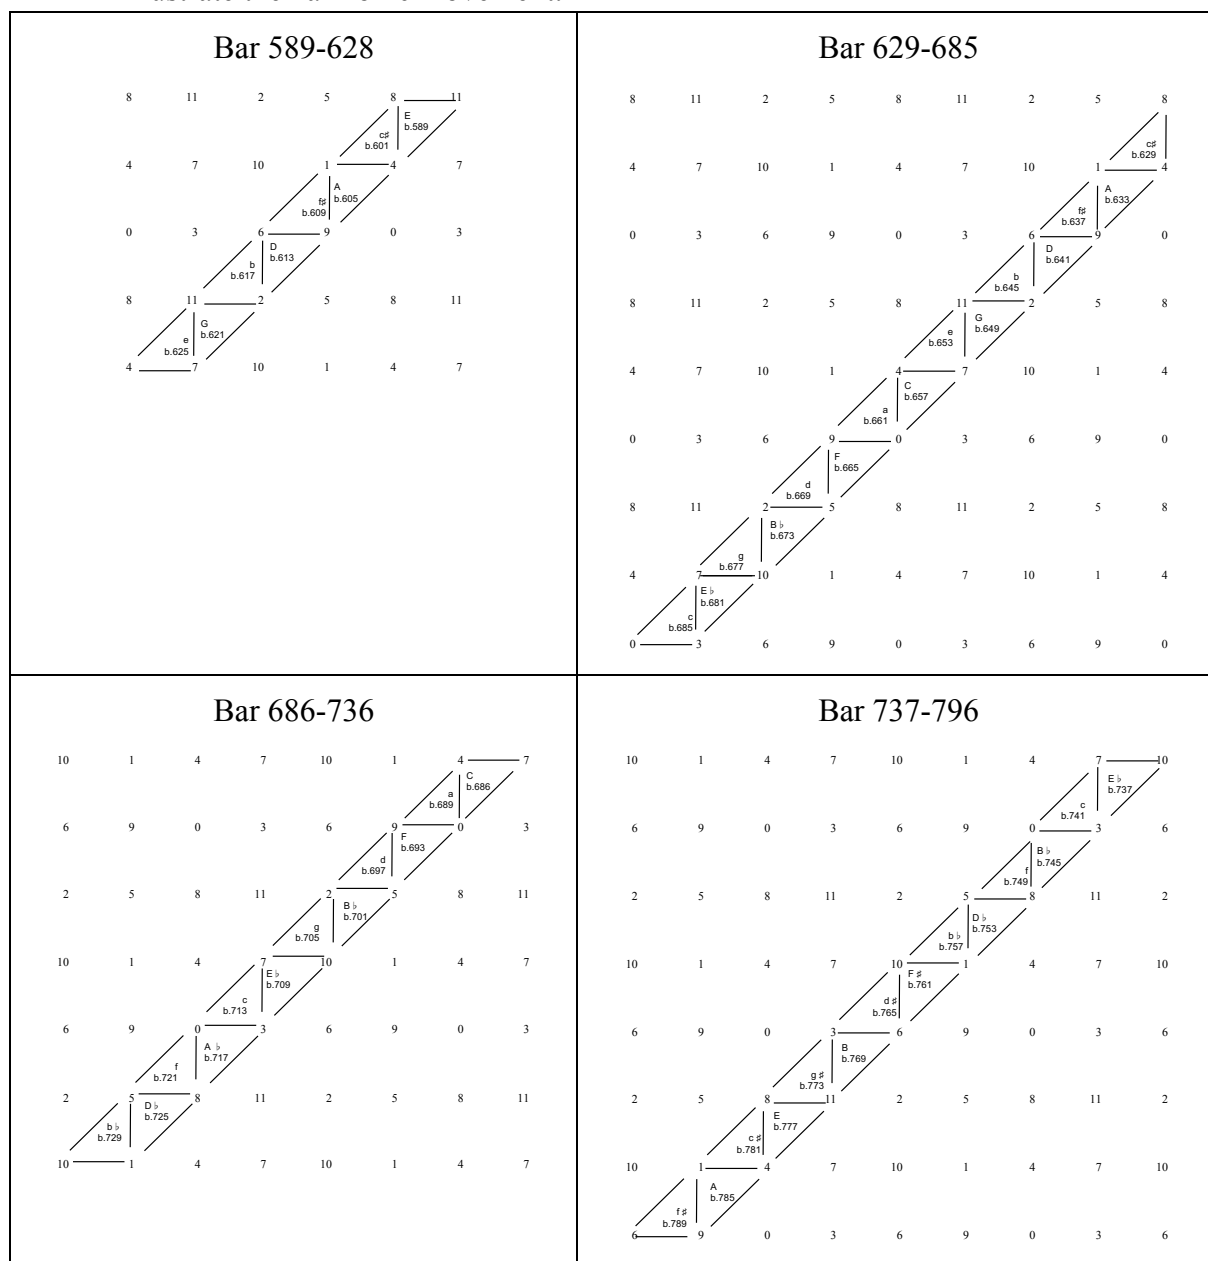 illustrate the harmonic movement.
Bar 589-628
8 11 2 5 8 11
E
b.589
c♯
b.601
4 7 10 1 4 7
A
b.605
f♯
b.609
0 3 6 9 0 3
D
b.613
b
b.617
8 11 2 5 8 11
G
b.621
e
b.625
4 7 10 1 4 7
Bar 629-685
8 11 2 5 8 11 2 5 8
c♯
b.629
4 7 10 1 4 7 10 1 4
A
b.633
f♯
b.637
0 3 6 9 0 3 6 9 0
D
b.641
b
b.645
8 11 2 5 8 11 2 5 8
G
b.649
e
b.653
4 7 10 1 4 7 10 1 4
C
b.657
a
b.661
0 3 6 9 0 3 6 9 0
F
b.665
d
b.669
8 11 2 5 8 11 2 5 8
B♭
b.673
g
b.677
4 7 10 1 4 7 10 1 4
E♭
b.681
c
b.685
0 3 6 9 0 3 6 9 0
Bar 686-736
10 1 4 7 10 1 4 7
C
b.686
a
b.689
6 9 0 3 6 9 0 3
F
b.693
d
b.697
2 5 8 11 2 5 8 11
B♭
b.701
g
b.705
10 1 4 7 10 1 4 7
E♭
b.709
c
b.713
6 9 0 3 6 9 0 3
A♭
b.717
f
b.721
2 5 8 11 2 5 8 11
D♭
b.725
b♭
b.729
10 1 4 7 10 1 4 7
Bar 737-796
10 1 4 7 10 1 4 7 10
E♭
b.737
c
b.741
6 9 0 3 6 9 0 3 6
B♭
b.745
f
b.749
2 5 8 11 2 5 8 11 2
D♭
b.753
b♭
b.757
10 1 4 7 10 1 4 7 10
F♯
b.761
d♯
b.765
6 9 0 3 6 9 0 3 6
B
b.769
g♯
b.773
2 5 8 11 2 5 8 11 2
E
b.777
c♯
b.781
10 1 4 7 10 1 4 7 10
A
b.785
f♯
b.789
6 9 0 3 6 9 0 3 6